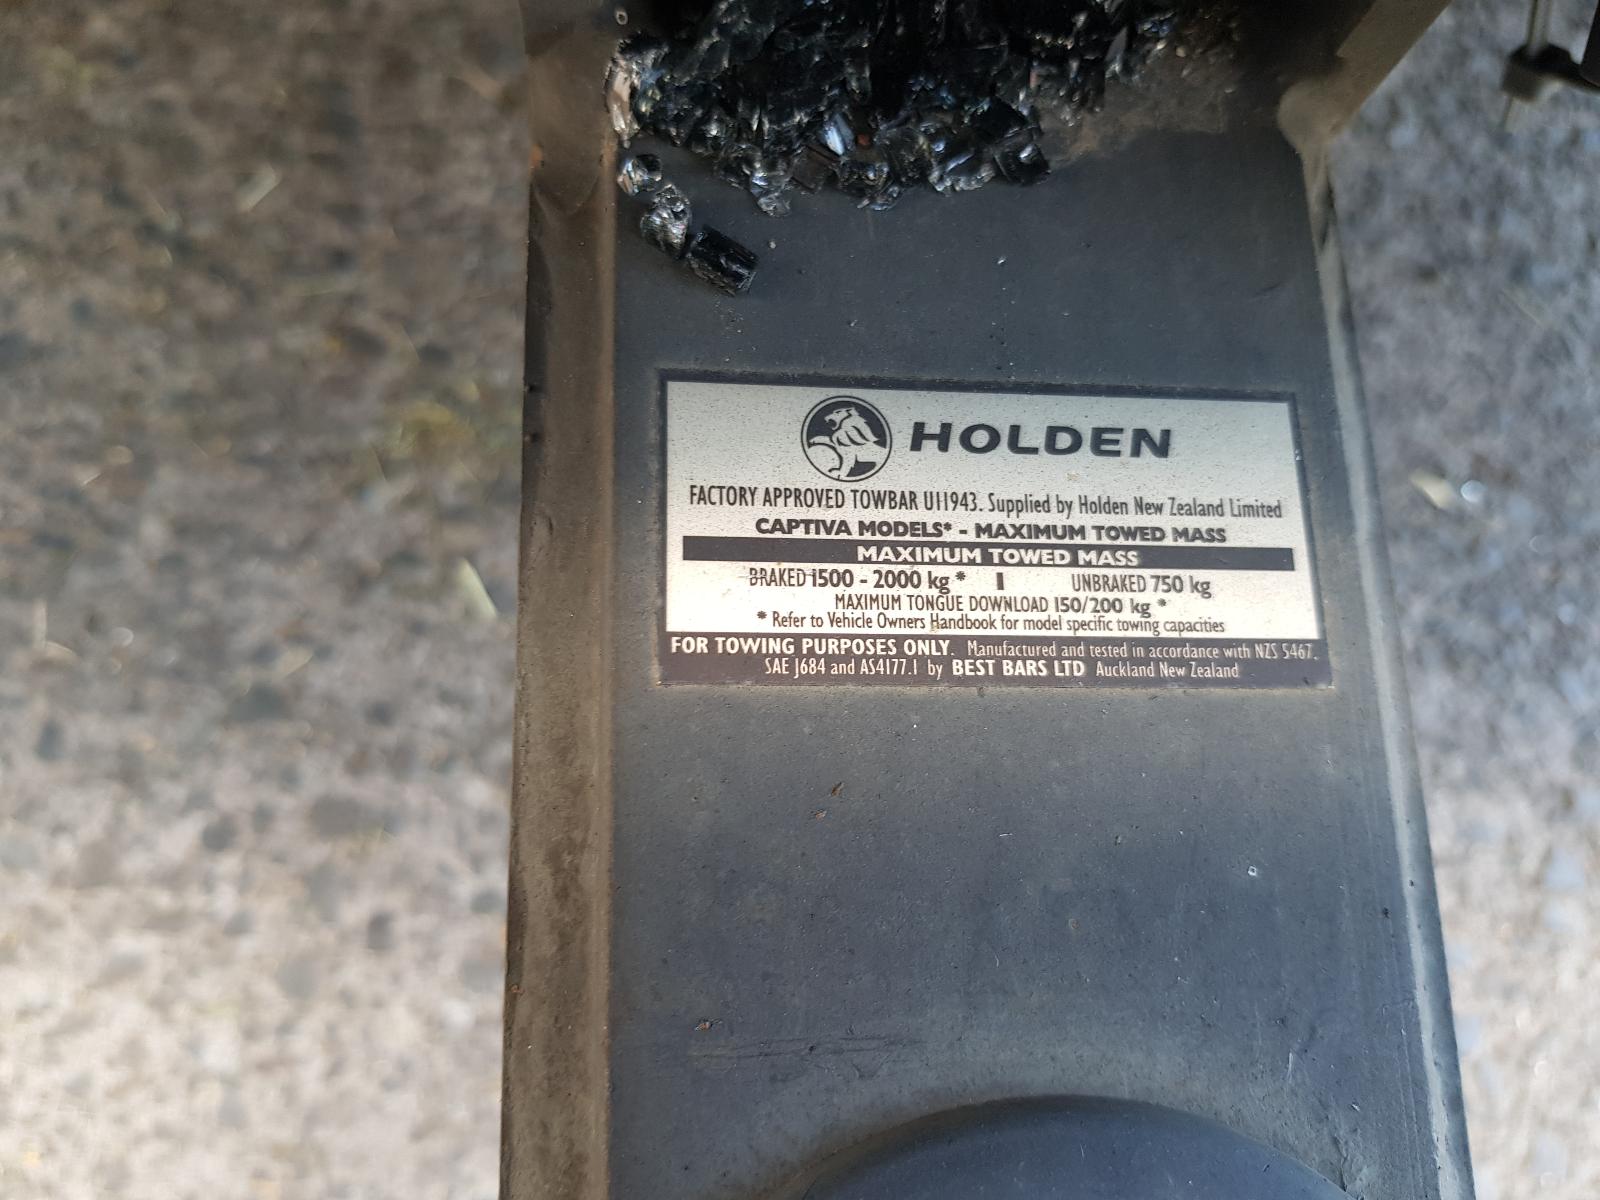 HOLDEN
FACTORY APPROVED TOWBAR U11943. Supplied by Holden New Zealand Limited
CAPTIVA MODELS* - MAXIMUM TOWED MASS
MAXIMUM TOWED MASS
BRAKED 1500 - 2000 kg * | UNBRAKED 750 kg
MAXIMUM TONGUE DOWNLOAD 150/200 kg *
* Refer to Vehicle Owners Handbook for model specific towing capacities
FOR TOWING PURPOSES ONLY. Manufactured and tested in accordance with NZS 5467,
SAE J684 and AS4177.1 by BEST BARS LTD Auckland New Zealand